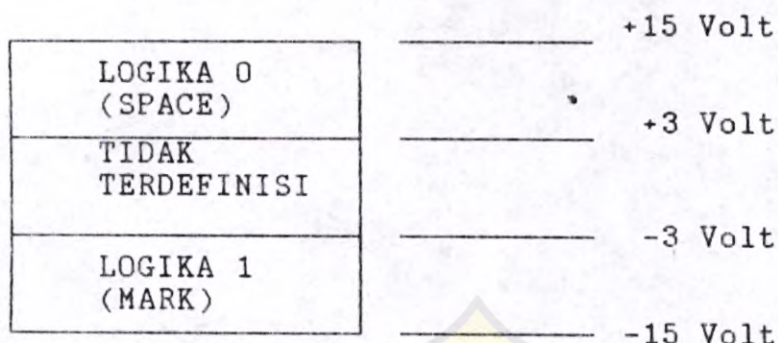 +15 Volt
LOGIKA 0
(SPACE)
+3 Volt
TIDAK
TERDEFINISI
-3 Volt
LOGIKA 1
(MARK)
-15 Volt